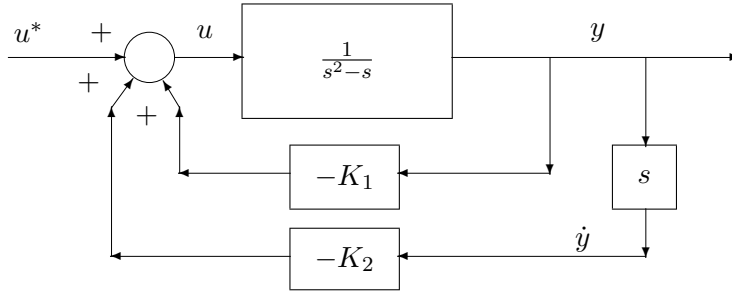 u* + u 1/(s² − s) y
+
+
−K₁ s
ẏ
−K₂